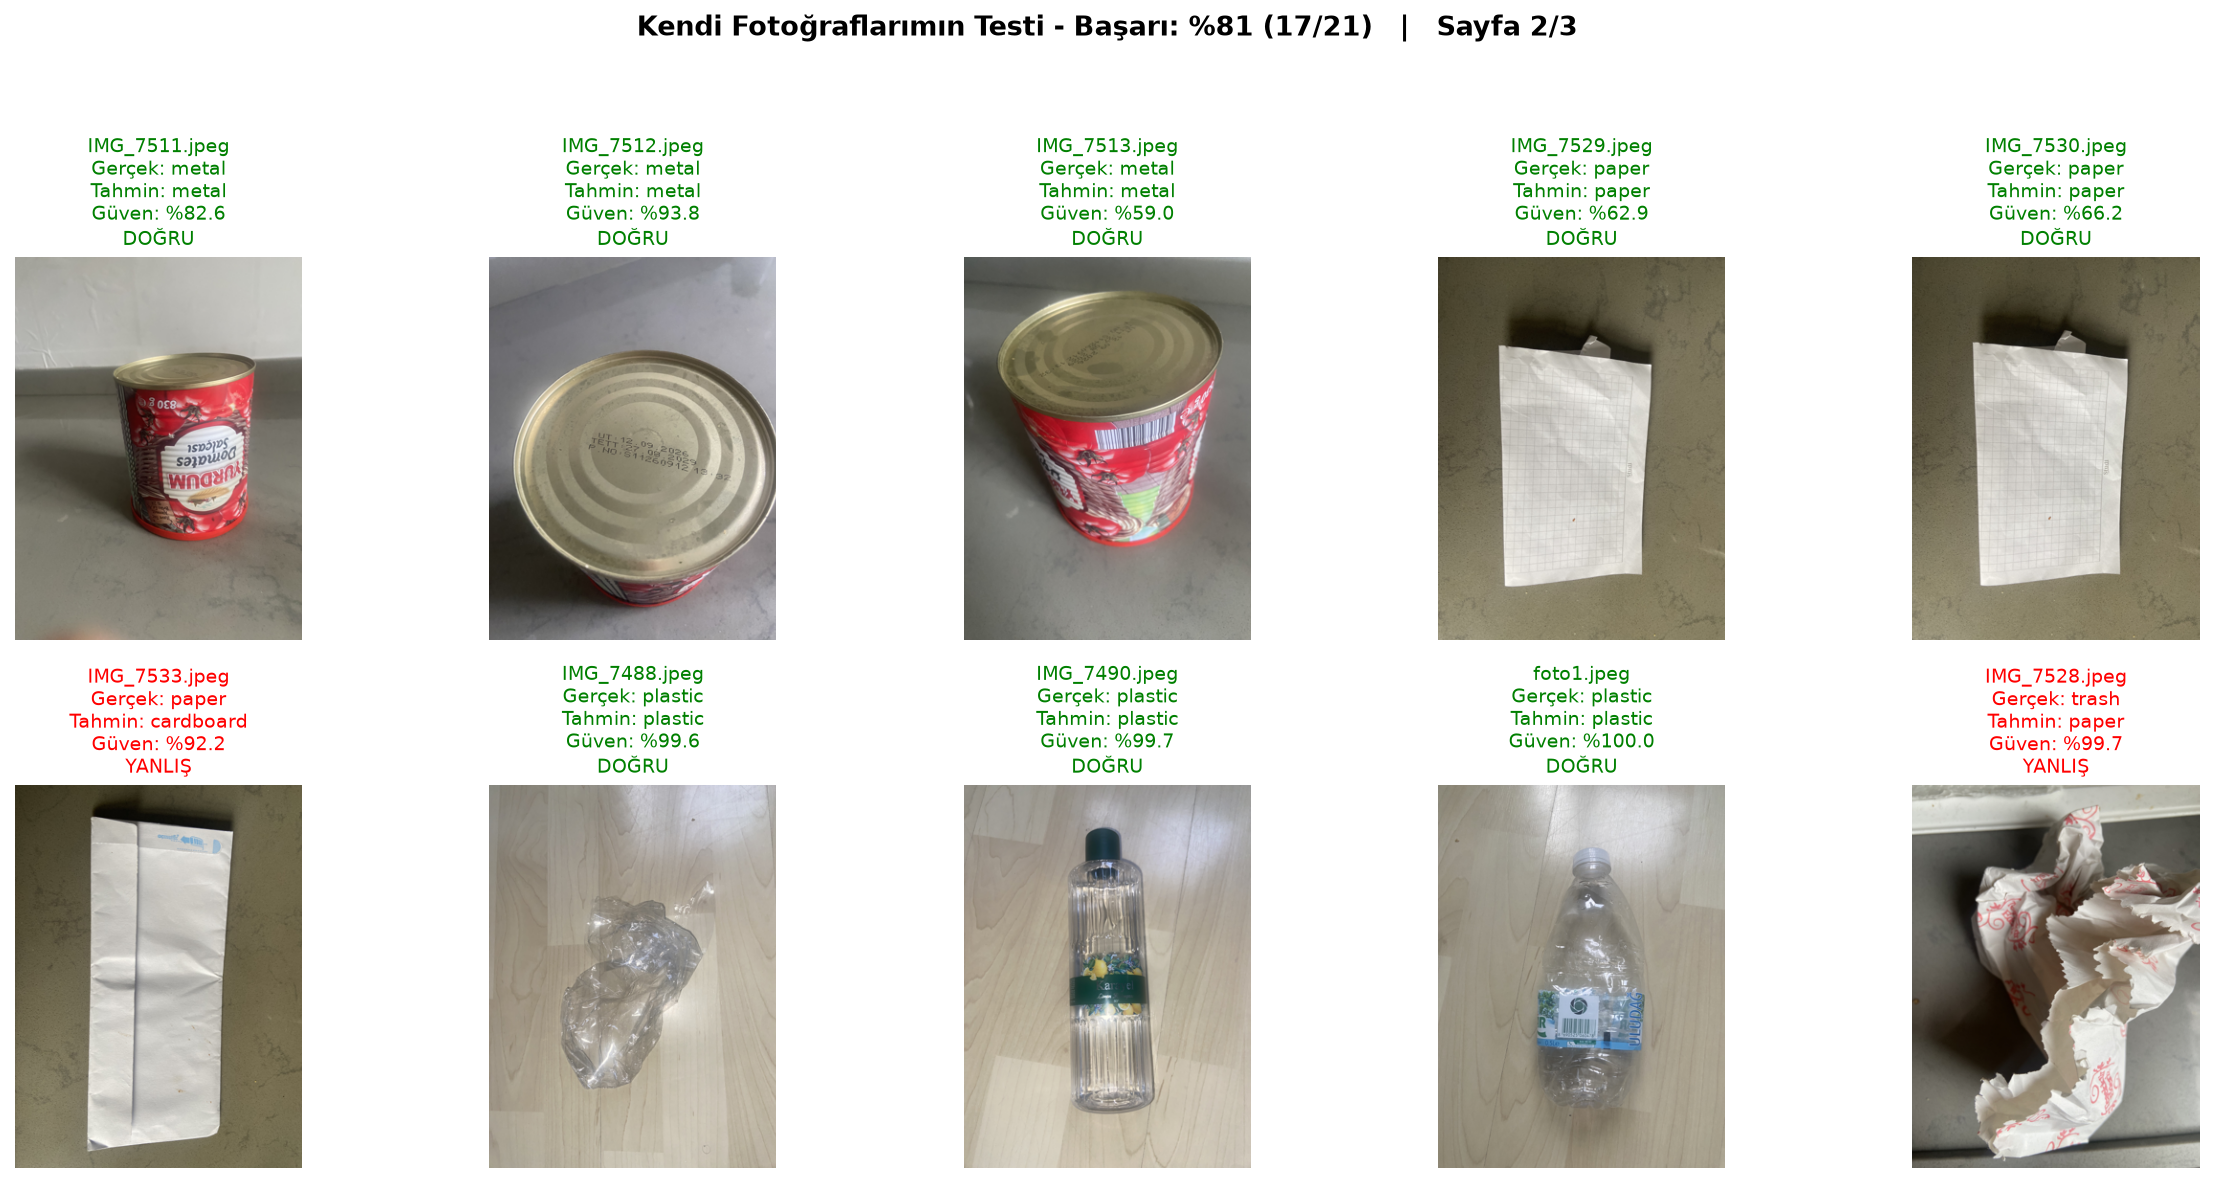 Kendi Fotoğraflarımın Testi - Başarı: %81 (17/21) | Sayfa 2/3
IMG_7511.jpeg
Gerçek: metal
Tahmin: metal
Güven: %82.6
DOĞRU
830 g
YURDUM
Domates
Salçası
IMG_7512.jpeg
Gerçek: metal
Tahmin: metal
Güven: %93.8
DOĞRU
IMG_7513.jpeg
Gerçek: metal
Tahmin: metal
Güven: %59.0
DOĞRU
IMG_7529.jpeg
Gerçek: paper
Tahmin: paper
Güven: %62.9
DOĞRU
IMG_7530.jpeg
Gerçek: paper
Tahmin: paper
Güven: %66.2
DOĞRU
IMG_7533.jpeg
Gerçek: paper
Tahmin: cardboard
Güven: %92.2
YANLIŞ
IMG_7488.jpeg
Gerçek: plastic
Tahmin: plastic
Güven: %99.6
DOĞRU
IMG_7490.jpeg
Gerçek: plastic
Tahmin: plastic
Güven: %99.7
DOĞRU
foto1.jpeg
Gerçek: plastic
Tahmin: plastic
Güven: %100.0
DOĞRU
ULUDAĞ
IMG_7528.jpeg
Gerçek: trash
Tahmin: paper
Güven: %99.7
YANLIŞ